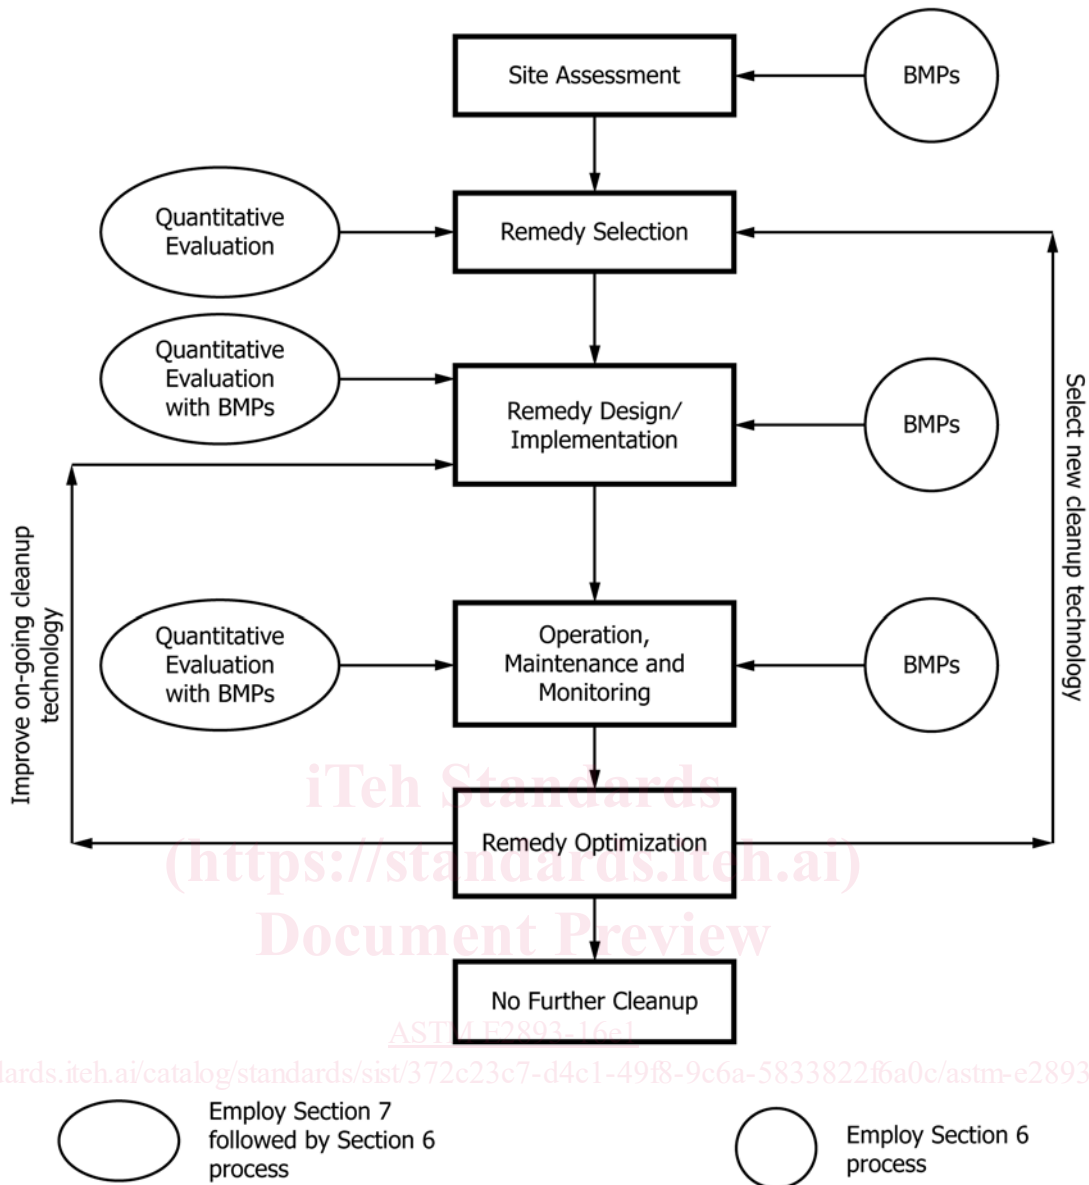 Site Assessment
BMPs
Quantitative
Evaluation
Remedy Selection
Quantitative
Evaluation
with BMPs
Remedy Design/
Implementation
BMPs
Select new cleanup technology
Improve on-going cleanup
technology
Quantitative
Evaluation
with BMPs
Operation,
Maintenance and
Monitoring
BMPs
iTeh Standards
Remedy Optimization
(https://standards.iteh.ai)
Document Preview
No Further Cleanup
ASTM E2893-16e1
lards.iteh.ai/catalog/standards/sist/372c23c7-d4c1-49f8-9c6a-5833822f6a0c/astm-e2893
Employ Section 7
followed by Section 6
process
Employ Section 6
process